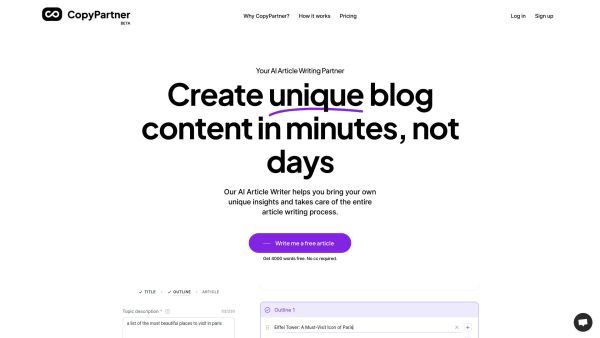 CopyPartner
BETA
Why CopyPartner? How it works Pricing
Log in Sign up
Your AI Article Writing Partner
Create unique blog
content in minutes, not
days
Our AI Article Writer helps you bring your own
unique insights and takes care of the entire
article writing process.
Write me a free article
Get 4000 words free. No cc required.
TITLE OUTLINE ARTICLE
Topic description *
a list of the most beautiful places to visit in paris
Outline 1
Eiffel Tower: A Must-Visit Icon of Paris